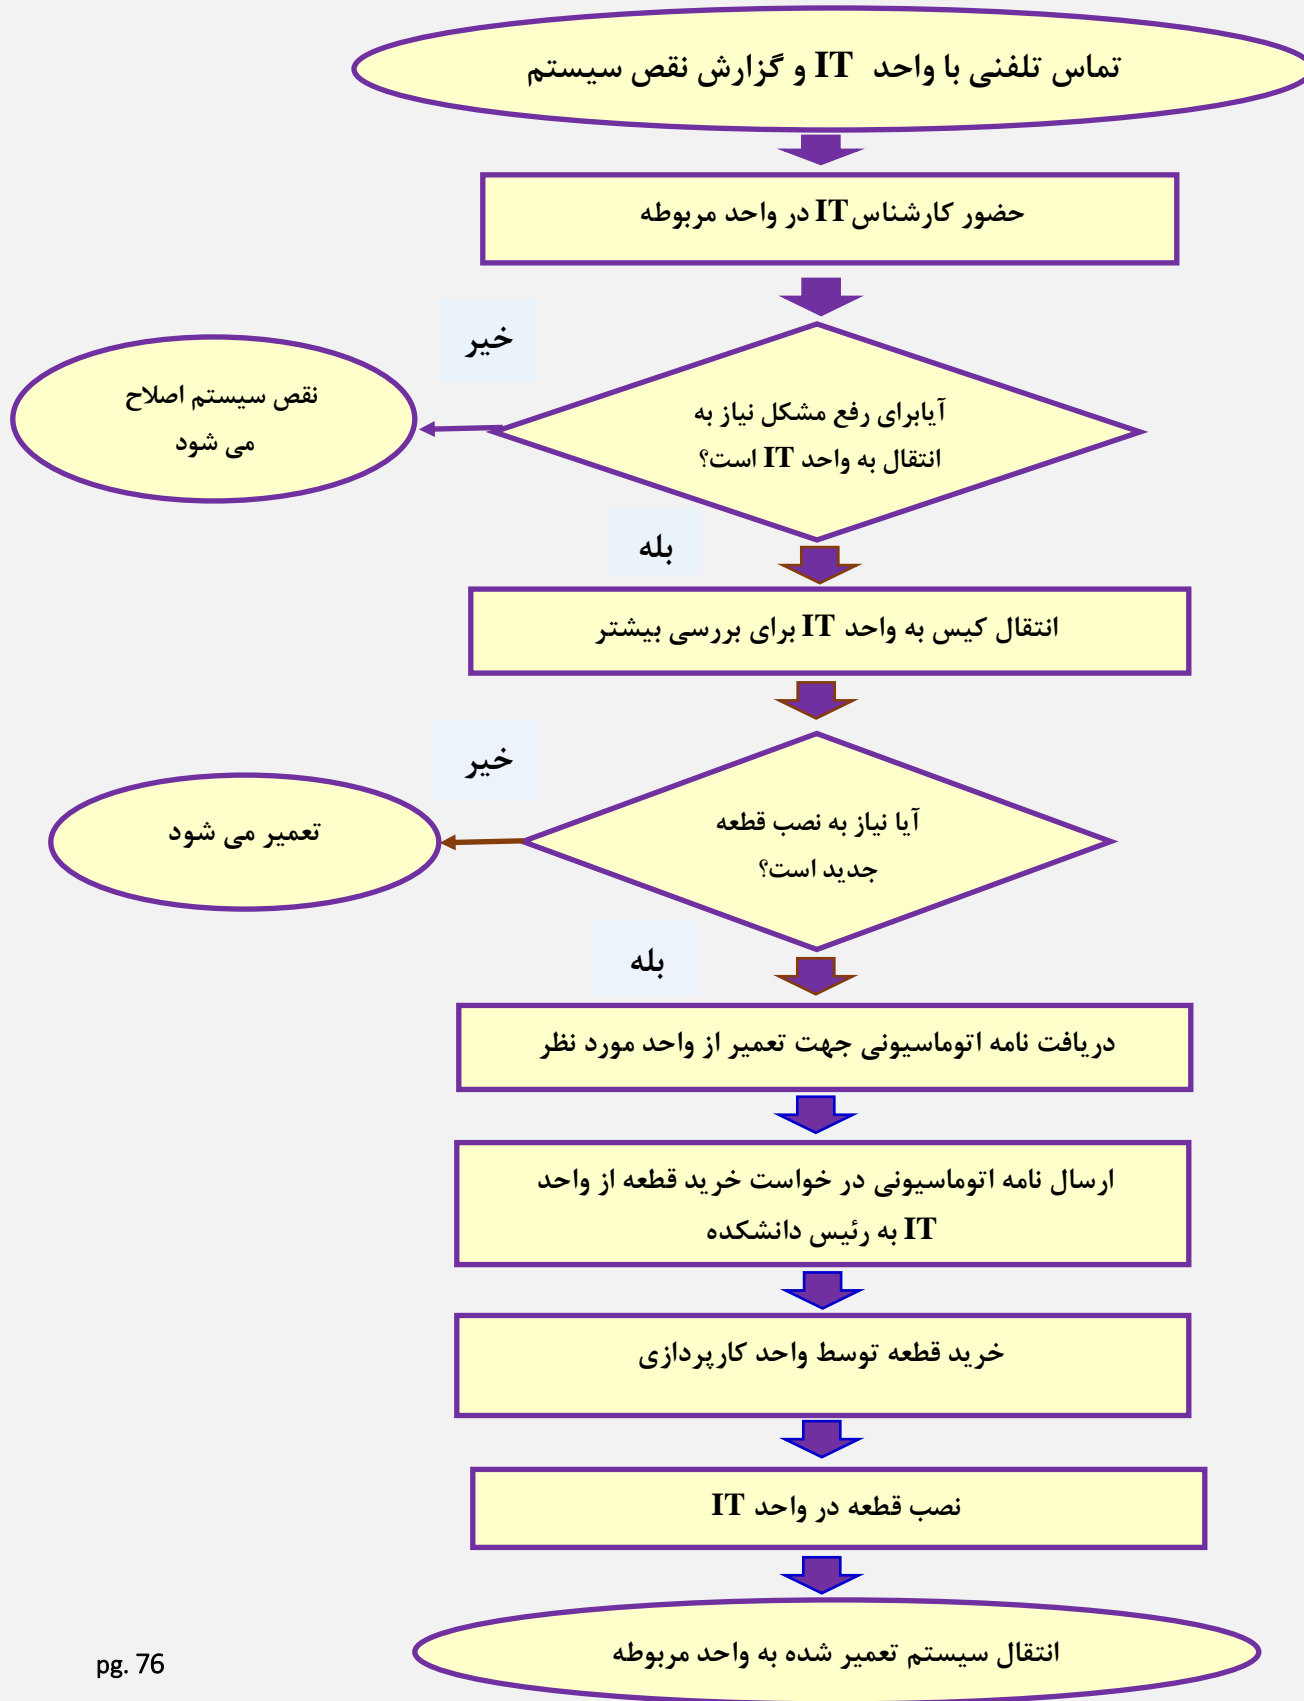 تماس تلفنی با واحد IT و گزارش نقص سیستم
حضور کارشناس IT در واحد مربوطه
خیر
نقص سیستم اصلاح
می شود
آیابرای رفع مشکل نیاز به
انتقال به واحد IT است؟
بله
انتقال کیس به واحد IT برای بررسی بیشتر
خیر
تعمیر می شود
آیا نیاز به نصب قطعه
جدید است؟
بله
دریافت نامه اتوماسیونی جهت تعمیر از واحد مورد نظر
ارسال نامه اتوماسیونی در خواست خرید قطعه از واحد
IT به رئیس دانشکده
خرید قطعه توسط واحد کارپردازی
نصب قطعه در واحد IT
انتقال سیستم تعمیر شده به واحد مربوطه
pg. 76